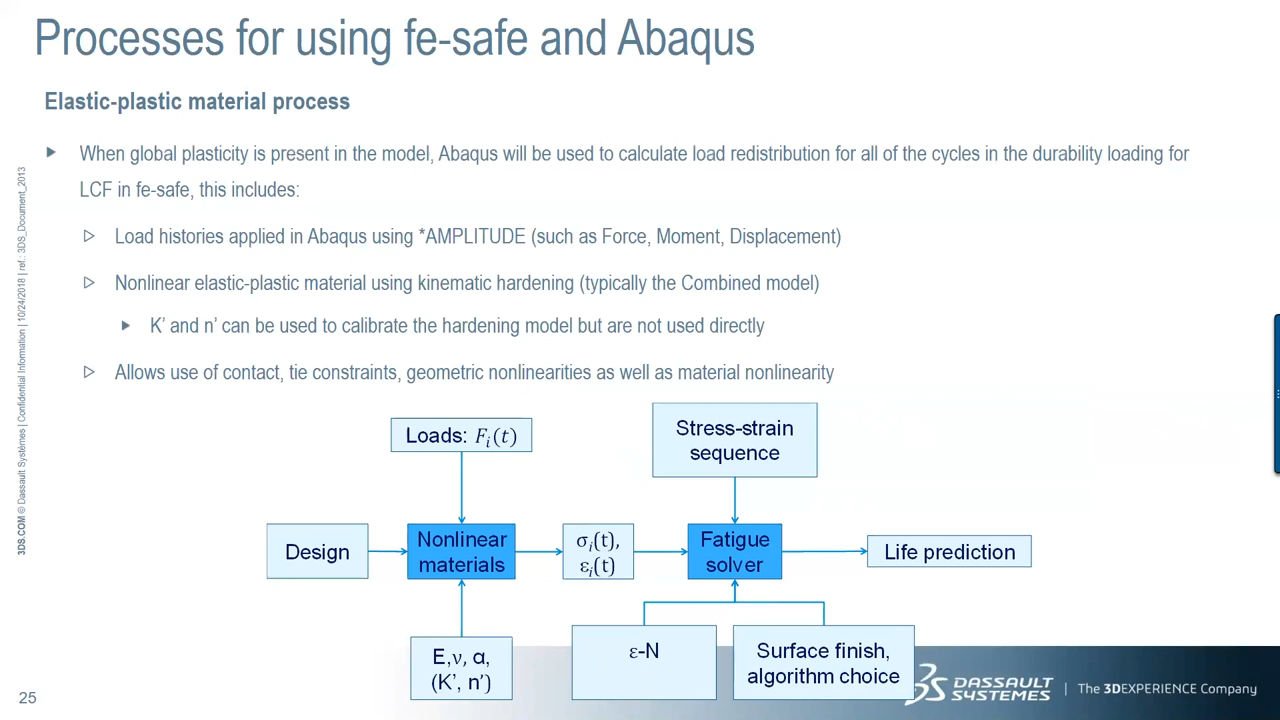 Processes for using fe-safe and Abaqus
Elastic-plastic material process
When global plasticity is present in the model, Abaqus will be used to calculate load redistribution for all of the cycles in the durability loading for
LCF in fe-safe, this includes:
Load histories applied in Abaqus using *AMPLITUDE (such as Force, Moment, Displacement)
Nonlinear elastic-plastic material using kinematic hardening (typically the Combined model)
K’ and n’ can be used to calibrate the hardening model but are not used directly
Allows use of contact, tie constraints, geometric nonlinearities as well as material nonlinearity
Loads: Fᵢ(t)
Stress-strain
sequence
Design
Nonlinear
materials
σᵢ(t),
εᵢ(t)
Fatigue
solver
Life prediction
E,ν, α,
(K’, n’)
ε-N
Surface finish,
algorithm choice
3DS.COM © Dassault Systèmes | Confidential Information | 10/24/2018 | ref.: 3DS_Document_2013
25
DASSAULT
SYSTEMES
The 3DEXPERIENCE Company